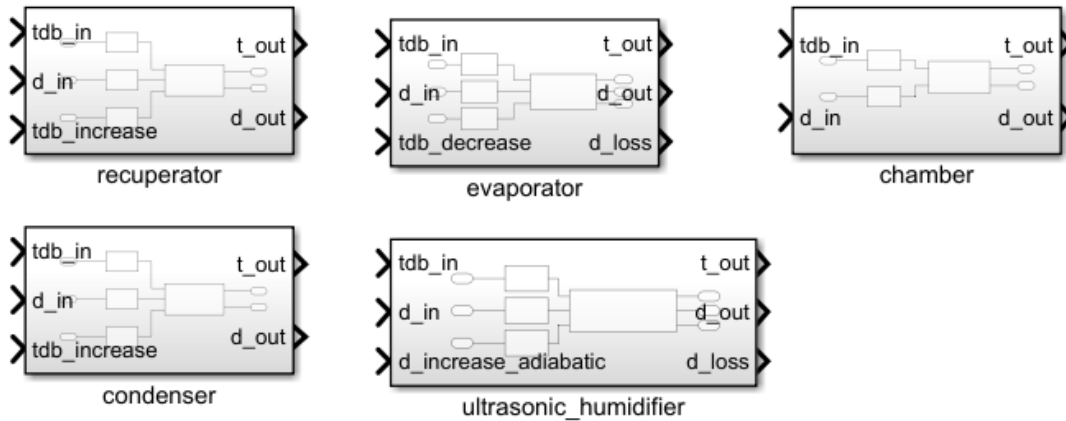 tdb_in
t_out
d_in
tdb_increase
d_out
recuperator
tdb_in
t_out
d_in
d_out
tdb_decrease
d_loss
evaporator
tdb_in
t_out
d_in
d_out
chamber
tdb_in
t_out
d_in
tdb_increase
d_out
condenser
tdb_in
t_out
d_in
d_out
d_increase_adiabatic
d_loss
ultrasonic_humidifier